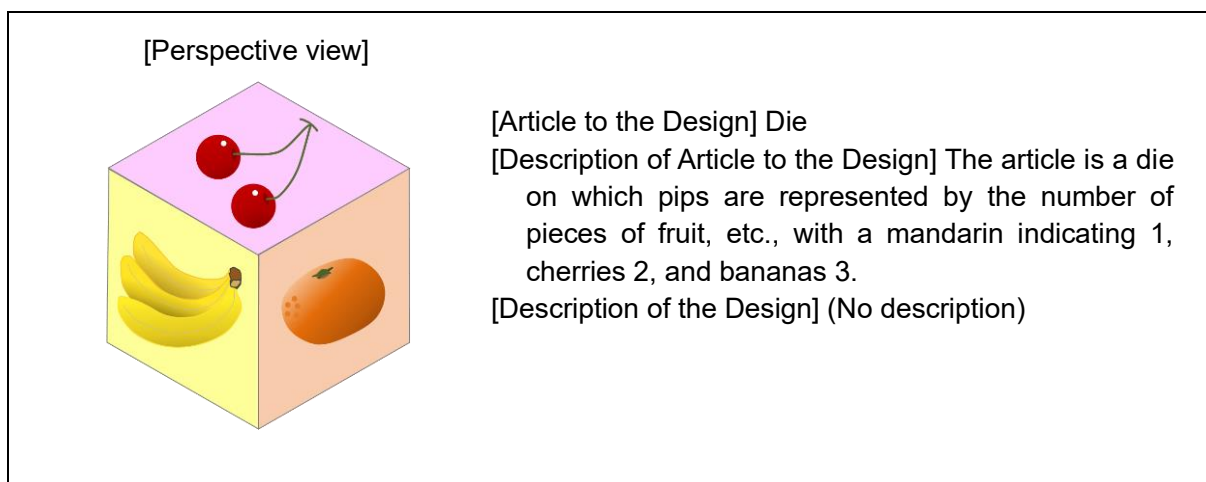 [Perspective view]
[Article to the Design] Die
[Description of Article to the Design] The article is a die
on which pips are represented by the number of
pieces of fruit, etc., with a mandarin indicating 1,
cherries 2, and bananas 3.
[Description of the Design] (No description)